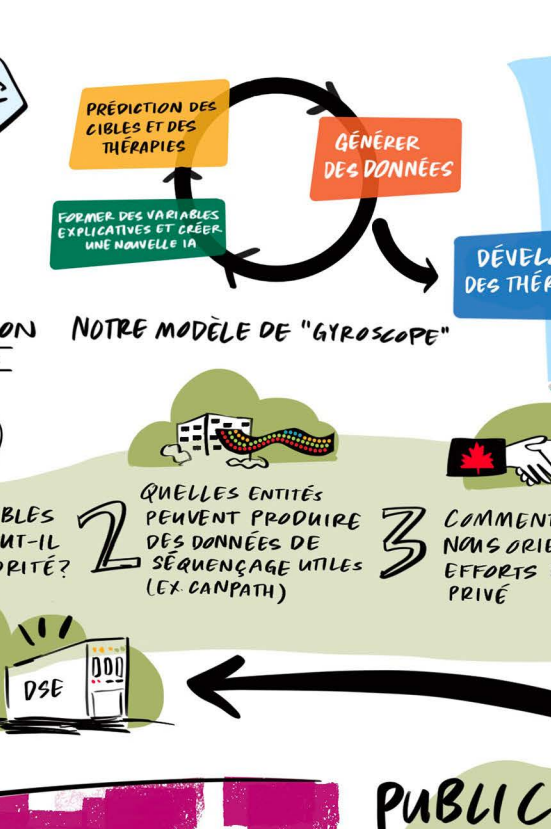 PRÉDICTION DES
CIBLES ET DES
THÉRAPIES
GÉNÉRER
DES DONNÉES
FORMER DES VARIABLES
EXPLICATIVES ET CRÉER
UNE NOUVELLE IA
DÉVEL
DES THÉR
ON
NOTRE MODÈLE DE "GYROSCOPE"
BLES
UT-IL
ORITÉ?
2
QUELLES ENTITÉS
PEUVENT PRODUIRE
DES DONNÉES DE
SÉQUENÇAGE UTILES
(EX. CANPATH)
3
COMMENT
NOUS ORIE
EFFORTS
PRIVÉ
DSE
PUBLIC